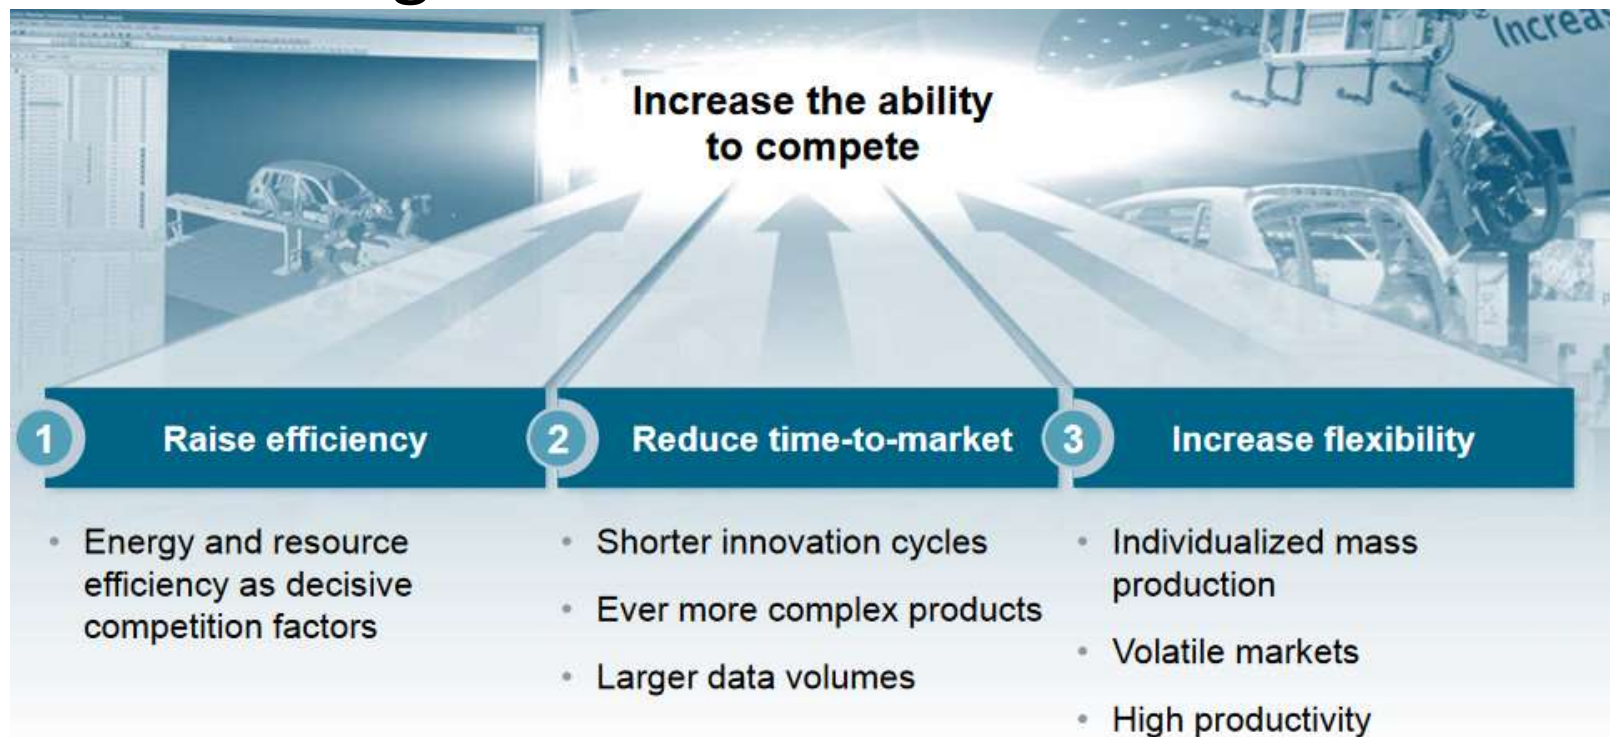 Increase the ability
to compete
Increas
1 Raise efficiency
• Energy and resource
efficiency as decisive
competition factors
2 Reduce time-to-market
• Shorter innovation cycles
• Ever more complex products
• Larger data volumes
3 Increase flexibility
• Individualized mass
production
• Volatile markets
• High productivity